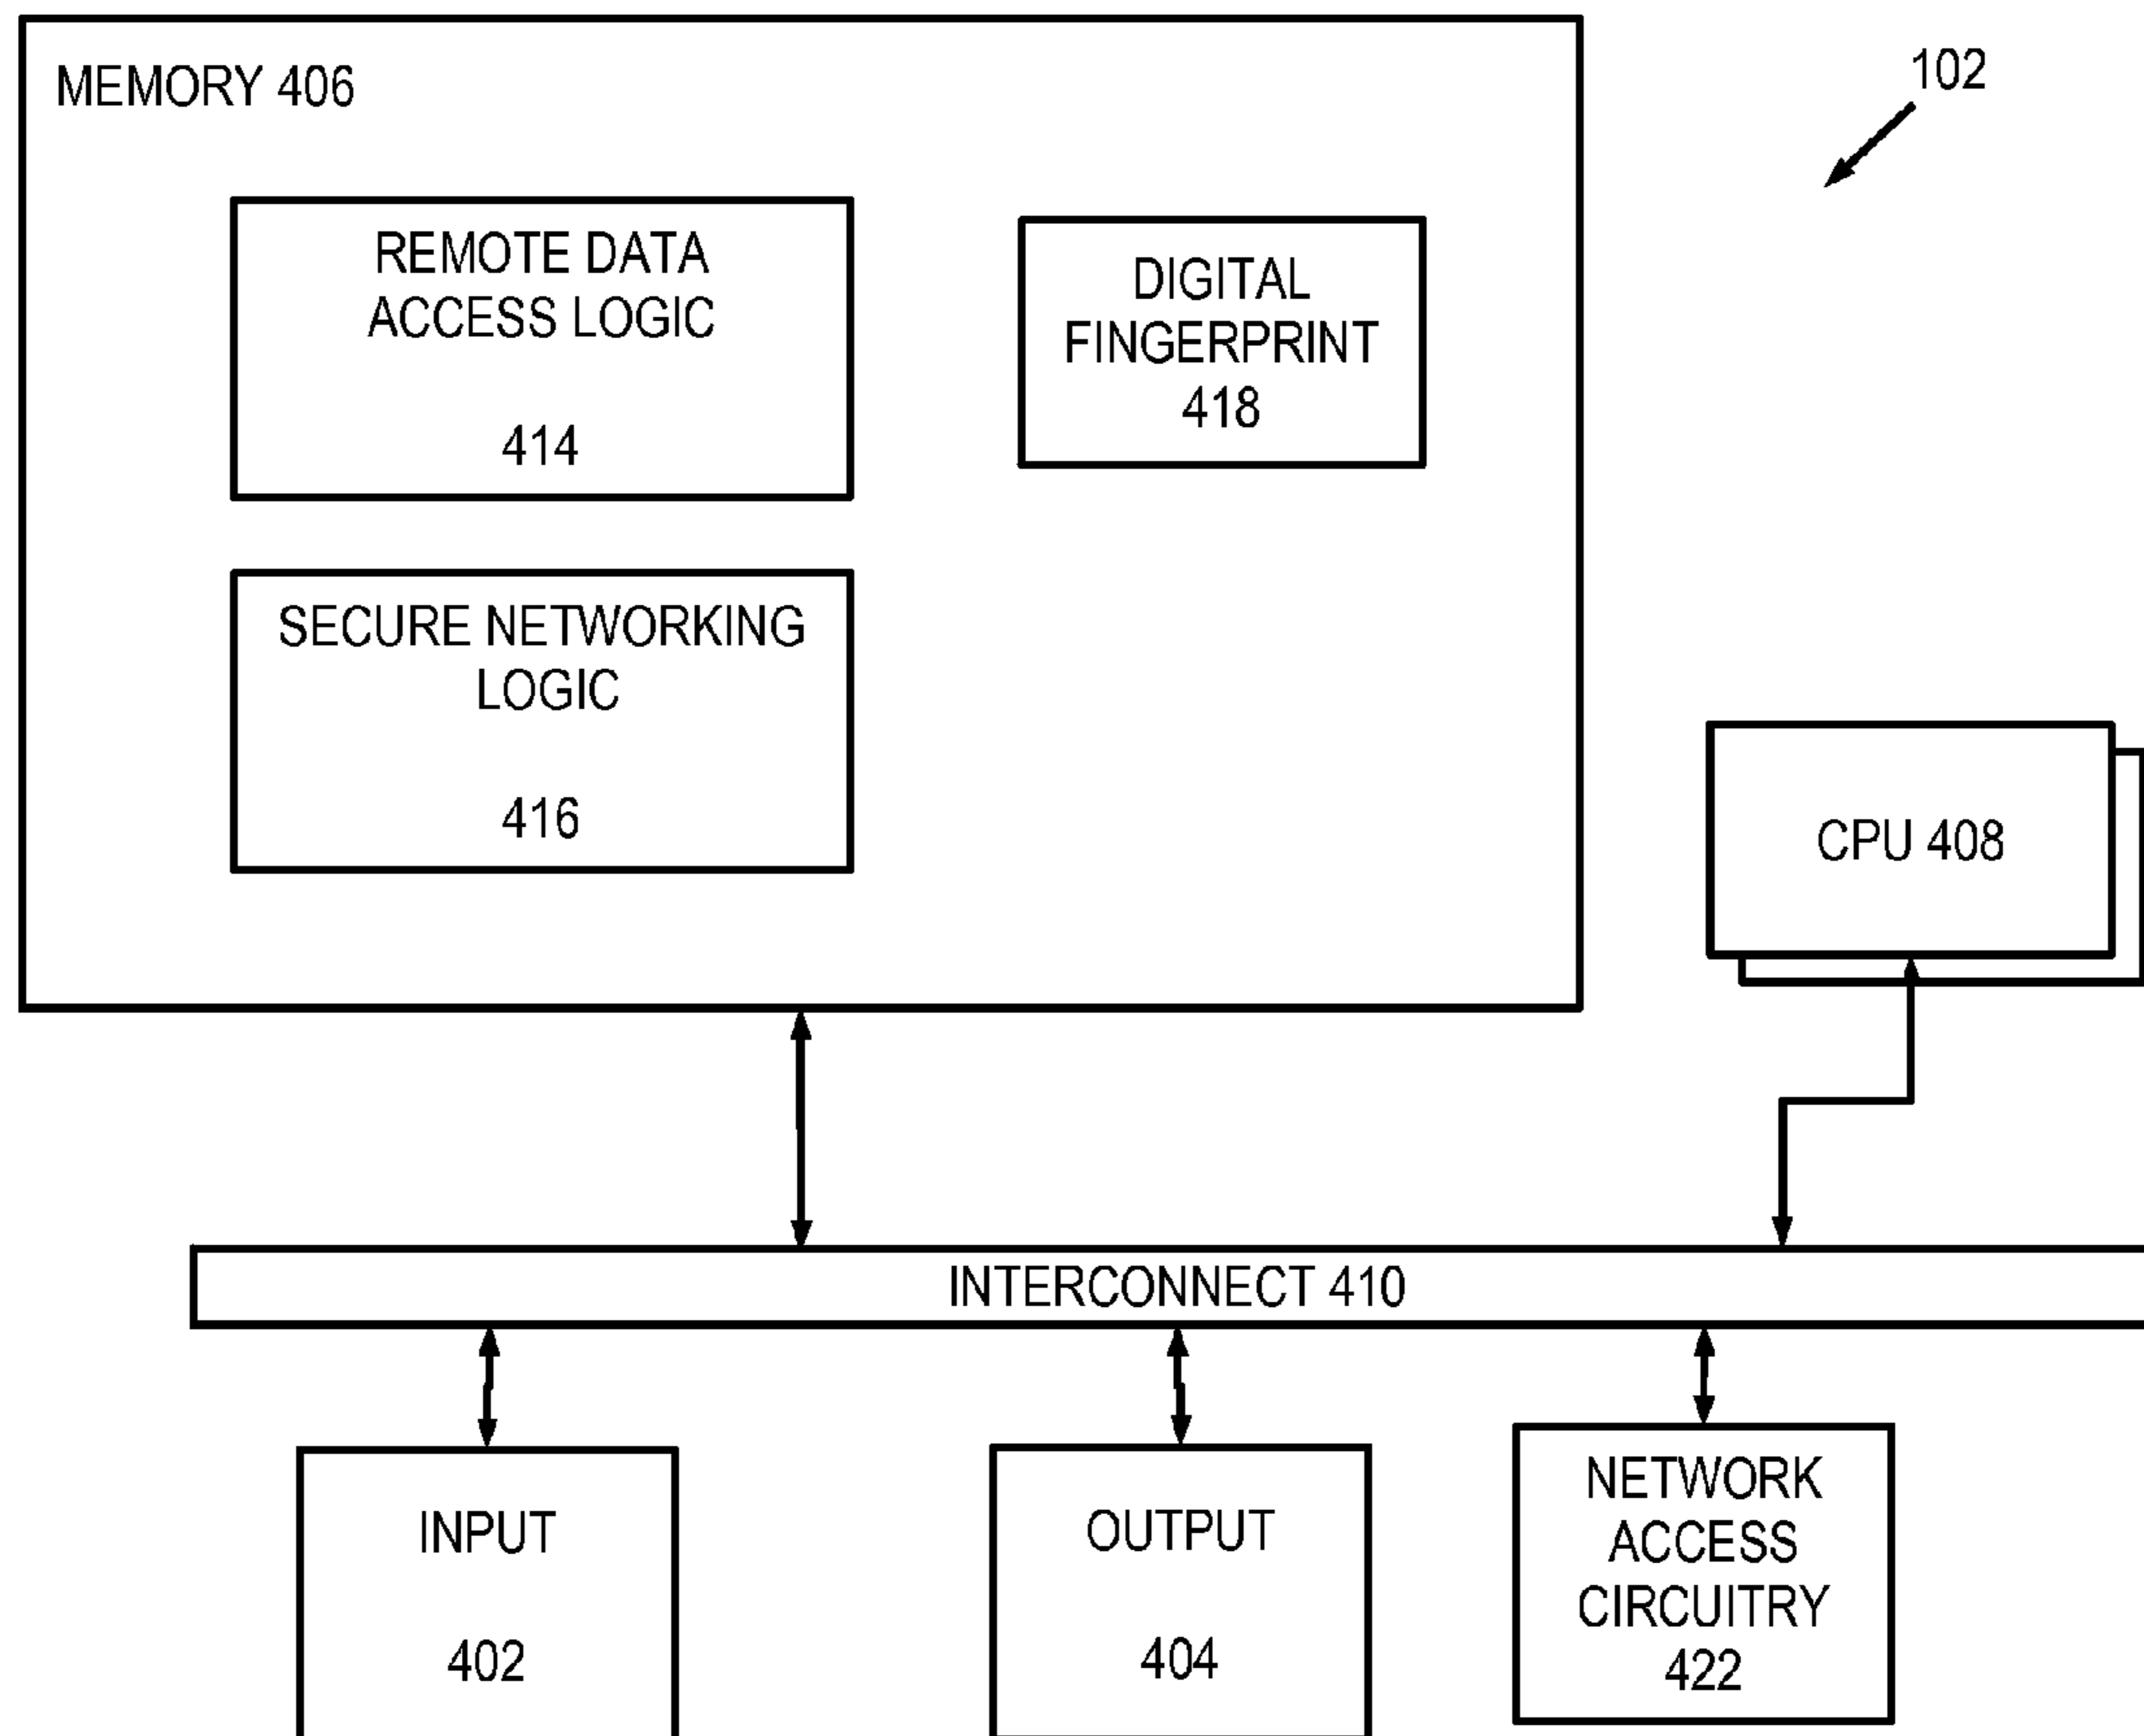 MEMORY 406
102
REMOTE DATA
ACCESS LOGIC
414
DIGITAL
FINGERPRINT
418
SECURE NETWORKING
LOGIC
416
CPU 408
INTERCONNECT 410
INPUT
402
OUTPUT
404
NETWORK
ACCESS
CIRCUITRY
422